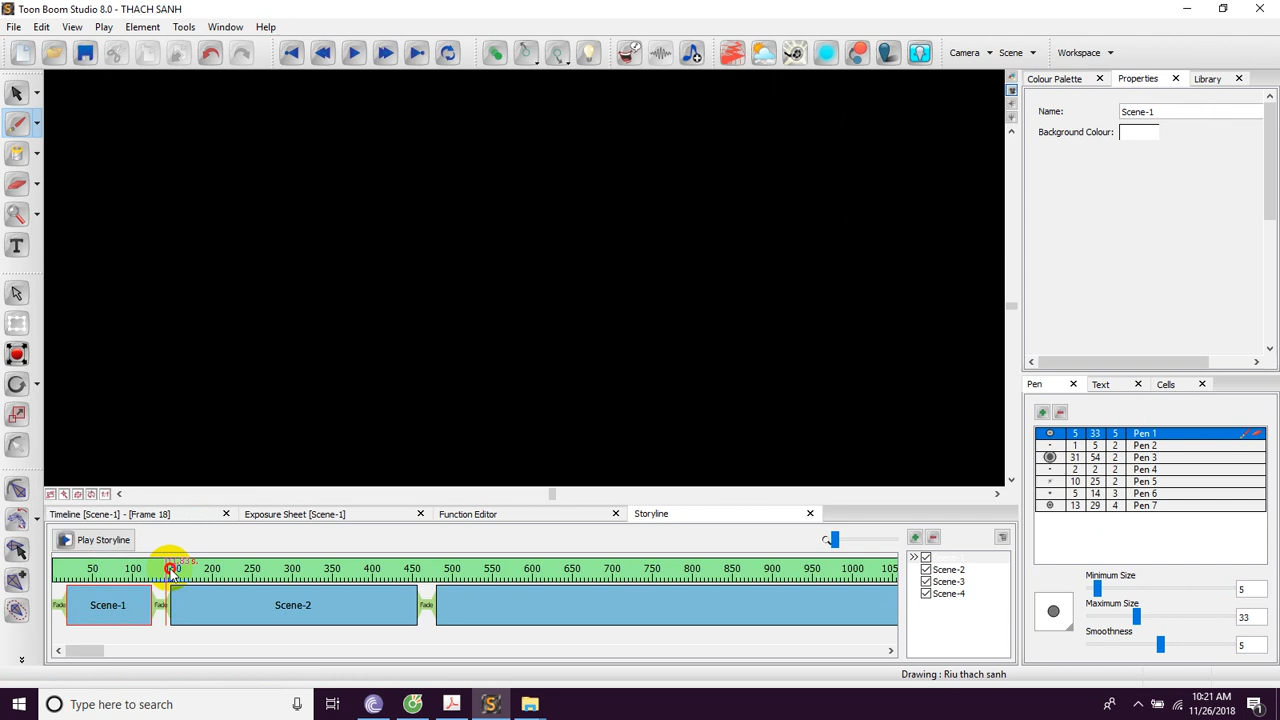 Toon Boom Studio 8.0 - THACH SANH
File Edit View Play Element Tools Window Help
Camera Scene Workspace
Colour Palette Properties Library
Name: Scene-1
Background Colour:
Pen Text Cells
5 33 5 Pen 1
1 5 2 Pen 2
31 54 2 Pen 3
2 2 2 Pen 4
10 25 2 Pen 5
5 14 3 Pen 6
13 29 4 Pen 7
Minimum Size
5
Maximum Size
33
Smoothness
5
1:1
Timeline [Scene-1] - [Frame 18] Exposure Sheet [Scene-1] Function Editor Storyline
Play Storyline
50 100 200 250 300 350 400 450 500 550 600 650 700 750 800 850 900 950 1000 105
Fade Scene-1 Fade Scene-2 Fade
Scene-2
Scene-3
Scene-4
Drawing : Riu thach sanh
Type here to search
10:21 AM
11/26/2018